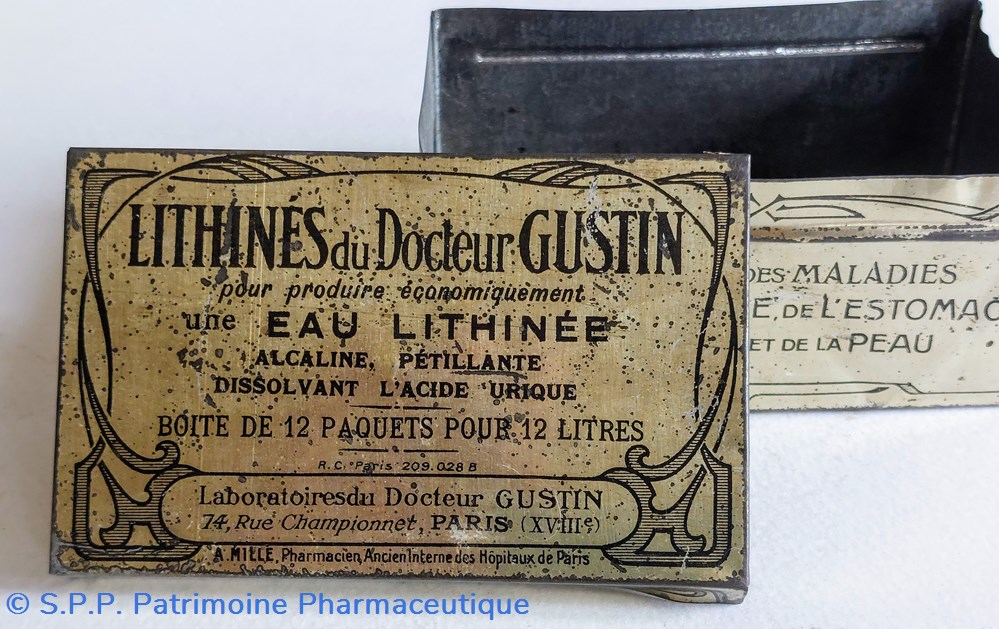 LITHINÉS du Docteur GUSTIN
pour produire économiquement
une EAU LITHINÉE
ALCALINE, PÉTILLANTE
DISSOLVANT L'ACIDE URIQUE
BOITE DE 12 PAQUETS POUR 12 LITRES
R.C. Paris 209.028 B
Laboratoires du Docteur GUSTIN
74, Rue Championnet, PARIS (XVIIIe)
A. MILLE, Pharmacien, Ancien Interne des Hôpitaux de Paris
DES MALADIES
DE L'ESTOMAC
ET DE LA PEAU
© S.P.P. Patrimoine Pharmaceutique